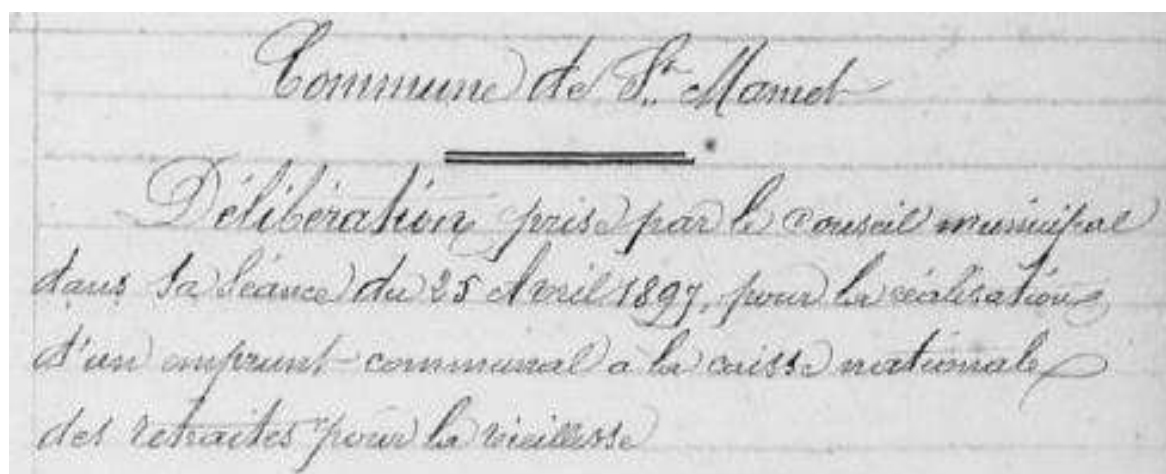 Commune de St. Mamet
Délibération prise par le conseil municipal
dans sa séance du 25 Avril 1897, pour la réalisation
d'un emprunt communal a la caisse nationale
des retraites pour la vieillesse